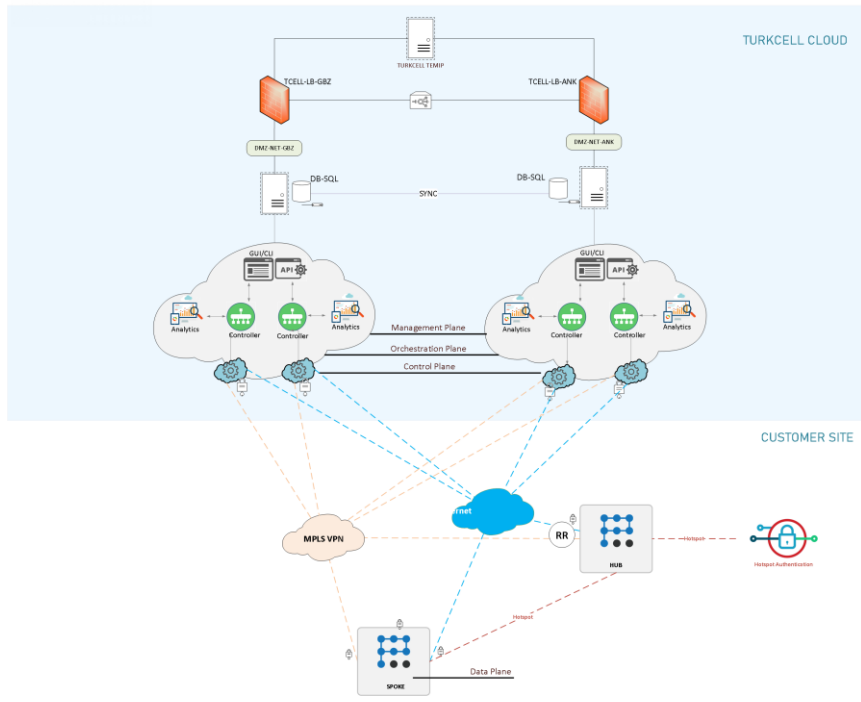 TURKCELL CLOUD
TURKCELL TEMIP
TCELL-LB-GBZ
TCELL-LB-ANK
DMZ-NET-GBZ
DMZ-NET-ANK
DB-SQL
DB-SQL
SYNC
GUI/CLI
API
GUI/CLI
API
Analytics
Controller
Controller
Analytics
Management Plane
Analytics
Controller
Controller
Analytics
Orchestration Plane
Control Plane
CUSTOMER SITE
ernet
MPLS VPN
RR
HUB
Hotspot
Hotspot Authentication
Hotspot
SPOKE
Data Plane